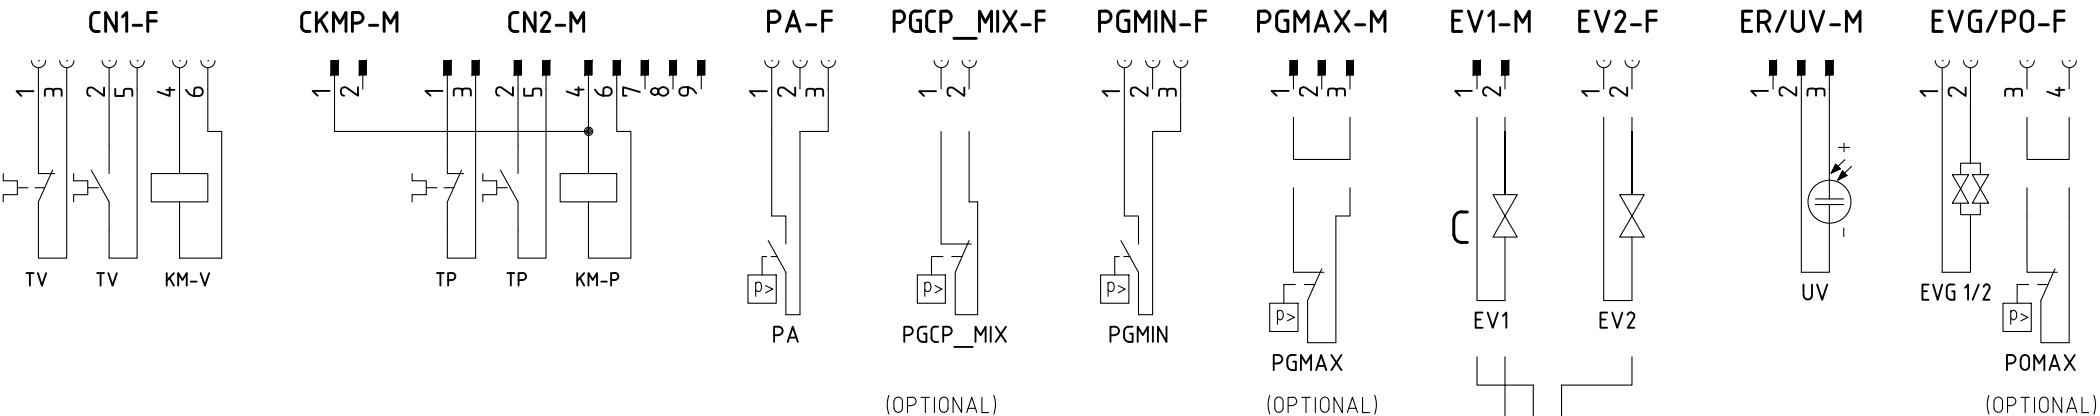 CN1-F CKMP-M CN2-M PA-F PGCP_MIX-F PGMIN-F PGMAX-M EV1-M EV2-F ER/UV-M EVG/PO-F
1 3 2 5 4 6 1 2 1 3 2 5 4 6 7 8 9 1 2 3 1 2 1 2 3 1 2 3 1 2 1 2 1 2 3 1 2 3 4
+
C
-
TV TV KM-V TP TP KM-P p> p> p> UV EVG 1/2
p> p>
PA PGCP_MIX PGMIN EV1 EV2
PGMAX POMAX
(OPTIONAL) (OPTIONAL) (OPTIONAL)